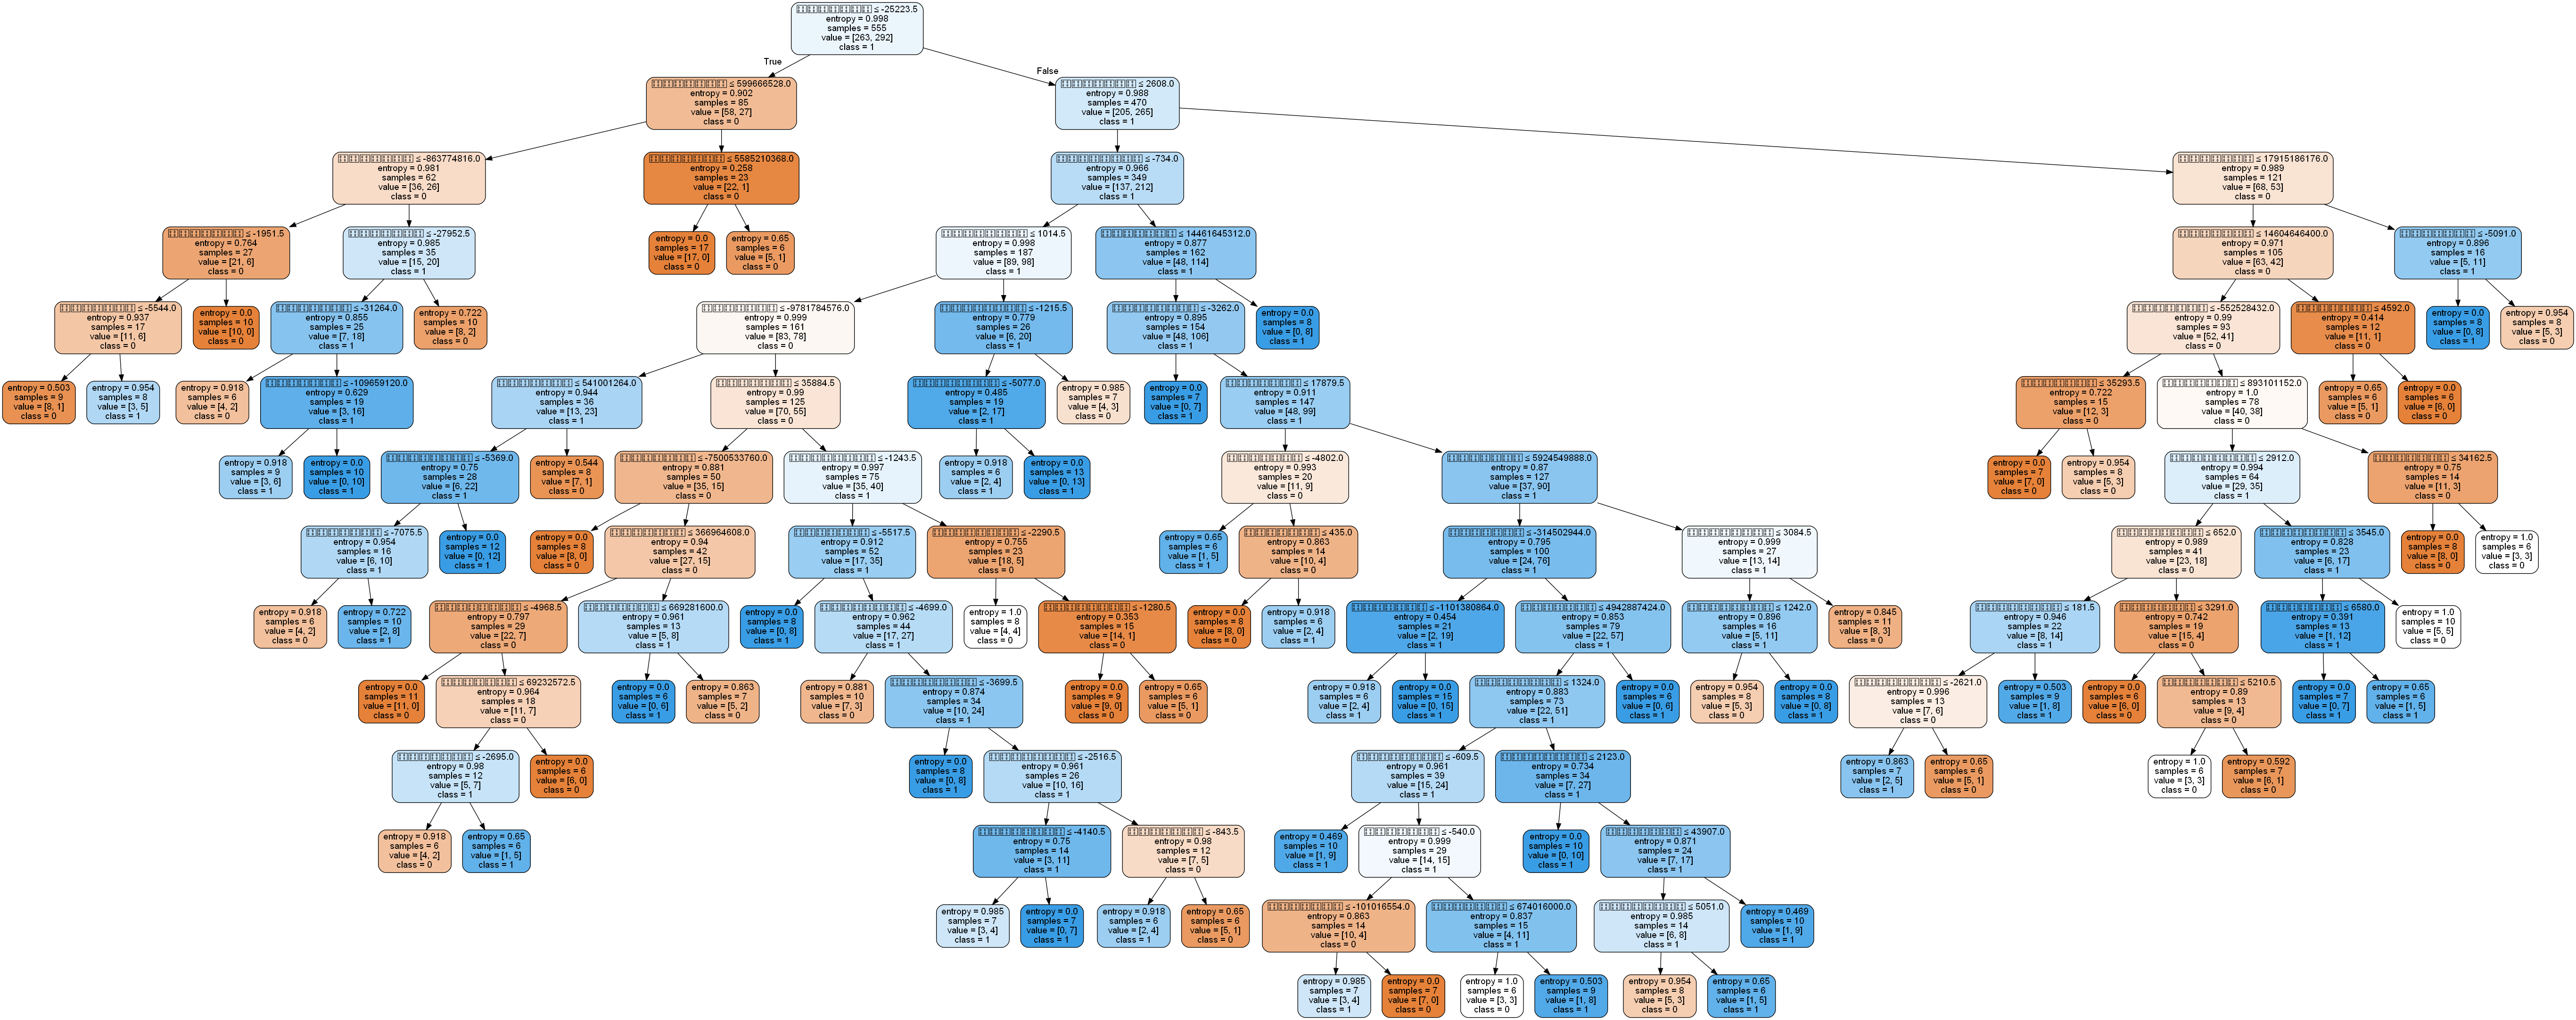 ≤ -25223.5
entropy = 0.998
samples = 555
value = [263, 292]
class = 1
True
False
≤ 599666528.0
entropy = 0.902
samples = 85
value = [58, 27]
class = 0
≤ 2608.0
entropy = 0.988
samples = 470
value = [205, 265]
class = 1
≤ -863774816.0
entropy = 0.981
samples = 62
value = [36, 26]
class = 0
≤ 5585210368.0
entropy = 0.258
samples = 23
value = [22, 1]
class = 0
≤ -734.0
entropy = 0.966
samples = 349
value = [137, 212]
class = 1
≤ 17915186176.0
entropy = 0.989
samples = 121
value = [68, 53]
class = 0
≤ -1951.5
entropy = 0.764
samples = 27
value = [21, 6]
class = 0
≤ -27952.5
entropy = 0.985
samples = 35
value = [15, 20]
class = 1
entropy = 0.0
samples = 17
value = [17, 0]
class = 0
entropy = 0.65
samples = 6
value = [5, 1]
class = 0
≤ 1014.5
entropy = 0.998
samples = 187
value = [89, 98]
class = 1
≤ 14461645312.0
entropy = 0.877
samples = 162
value = [48, 114]
class = 1
≤ 14604646400.0
entropy = 0.971
samples = 105
value = [63, 42]
class = 0
≤ -5091.0
entropy = 0.896
samples = 16
value = [5, 11]
class = 1
≤ -5544.0
entropy = 0.937
samples = 17
value = [11, 6]
class = 0
entropy = 0.0
samples = 10
value = [10, 0]
class = 0
≤ -31264.0
entropy = 0.855
samples = 25
value = [7, 18]
class = 1
entropy = 0.722
samples = 10
value = [8, 2]
class = 0
≤ -9781784576.0
entropy = 0.999
samples = 161
value = [83, 78]
class = 0
≤ -1215.5
entropy = 0.779
samples = 26
value = [6, 20]
class = 1
≤ -3262.0
entropy = 0.895
samples = 154
value = [48, 106]
class = 1
entropy = 0.0
samples = 8
value = [0, 8]
class = 1
≤ -552528432.0
entropy = 0.99
samples = 93
value = [52, 41]
class = 0
≤ 4592.0
entropy = 0.414
samples = 12
value = [11, 1]
class = 0
entropy = 0.0
samples = 8
value = [0, 8]
class = 1
entropy = 0.954
samples = 8
value = [5, 3]
class = 0
entropy = 0.503
samples = 9
value = [8, 1]
class = 0
entropy = 0.954
samples = 8
value = [3, 5]
class = 1
entropy = 0.918
samples = 6
value = [4, 2]
class = 0
≤ -109659120.0
entropy = 0.629
samples = 19
value = [3, 16]
class = 1
≤ 541001264.0
entropy = 0.944
samples = 36
value = [13, 23]
class = 1
≤ 35884.5
entropy = 0.99
samples = 125
value = [70, 55]
class = 0
≤ -5077.0
entropy = 0.485
samples = 19
value = [2, 17]
class = 1
entropy = 0.985
samples = 7
value = [4, 3]
class = 0
entropy = 0.0
samples = 7
value = [0, 7]
class = 1
≤ 17879.5
entropy = 0.911
samples = 147
value = [48, 99]
class = 1
≤ 35293.5
entropy = 0.722
samples = 15
value = [12, 3]
class = 0
≤ 893101152.0
entropy = 1.0
samples = 78
value = [40, 38]
class = 0
entropy = 0.65
samples = 6
value = [5, 1]
class = 0
entropy = 0.0
samples = 6
value = [6, 0]
class = 0
entropy = 0.918
samples = 9
value = [3, 6]
class = 1
entropy = 0.0
samples = 10
value = [0, 10]
class = 1
≤ -5369.0
entropy = 0.75
samples = 28
value = [6, 22]
class = 1
entropy = 0.544
samples = 8
value = [7, 1]
class = 0
≤ -7500533760.0
entropy = 0.881
samples = 50
value = [35, 15]
class = 0
≤ -1243.5
entropy = 0.997
samples = 75
value = [35, 40]
class = 1
entropy = 0.918
samples = 6
value = [2, 4]
class = 1
entropy = 0.0
samples = 13
value = [0, 13]
class = 1
≤ -4802.0
entropy = 0.993
samples = 20
value = [11, 9]
class = 0
≤ 5924549888.0
entropy = 0.87
samples = 127
value = [37, 90]
class = 1
entropy = 0.0
samples = 7
value = [7, 0]
class = 0
entropy = 0.954
samples = 8
value = [5, 3]
class = 0
≤ 2912.0
entropy = 0.994
samples = 64
value = [29, 35]
class = 1
≤ 34162.5
entropy = 0.75
samples = 14
value = [11, 3]
class = 0
≤ -7075.5
entropy = 0.954
samples = 16
value = [6, 10]
class = 1
entropy = 0.0
samples = 12
value = [0, 12]
class = 1
entropy = 0.0
samples = 8
value = [8, 0]
class = 0
≤ 366964608.0
entropy = 0.94
samples = 42
value = [27, 15]
class = 0
≤ -5517.5
entropy = 0.912
samples = 52
value = [17, 35]
class = 1
≤ -2290.5
entropy = 0.755
samples = 23
value = [18, 5]
class = 0
entropy = 0.65
samples = 6
value = [1, 5]
class = 1
≤ 435.0
entropy = 0.863
samples = 14
value = [10, 4]
class = 0
≤ -314502944.0
entropy = 0.795
samples = 100
value = [24, 76]
class = 1
≤ 3084.5
entropy = 0.999
samples = 27
value = [13, 14]
class = 1
≤ 652.0
entropy = 0.989
samples = 41
value = [23, 18]
class = 0
≤ 3545.0
entropy = 0.828
samples = 23
value = [6, 17]
class = 1
entropy = 0.0
samples = 8
value = [8, 0]
class = 0
entropy = 1.0
samples = 6
value = [3, 3]
class = 0
entropy = 0.918
samples = 6
value = [4, 2]
class = 0
entropy = 0.722
samples = 10
value = [2, 8]
class = 1
≤ -4968.5
entropy = 0.797
samples = 29
value = [22, 7]
class = 0
≤ 669281600.0
entropy = 0.961
samples = 13
value = [5, 8]
class = 1
entropy = 0.0
samples = 8
value = [0, 8]
class = 1
≤ -4699.0
entropy = 0.962
samples = 44
value = [17, 27]
class = 1
entropy = 1.0
samples = 8
value = [4, 4]
class = 0
≤ -1280.5
entropy = 0.353
samples = 15
value = [14, 1]
class = 0
entropy = 0.0
samples = 8
value = [8, 0]
class = 0
entropy = 0.918
samples = 6
value = [2, 4]
class = 1
≤ -1101380864.0
entropy = 0.454
samples = 21
value = [2, 19]
class = 1
≤ 4942887424.0
entropy = 0.853
samples = 79
value = [22, 57]
class = 1
≤ 1242.0
entropy = 0.896
samples = 16
value = [5, 11]
class = 1
entropy = 0.845
samples = 11
value = [8, 3]
class = 0
≤ 181.5
entropy = 0.946
samples = 22
value = [8, 14]
class = 1
≤ 3291.0
entropy = 0.742
samples = 19
value = [15, 4]
class = 0
≤ 6580.0
entropy = 0.391
samples = 13
value = [1, 12]
class = 1
entropy = 1.0
samples = 10
value = [5, 5]
class = 0
entropy = 0.0
samples = 11
value = [11, 0]
class = 0
≤ 69232572.5
entropy = 0.964
samples = 18
value = [11, 7]
class = 0
entropy = 0.0
samples = 6
value = [0, 6]
class = 1
entropy = 0.863
samples = 7
value = [5, 2]
class = 0
entropy = 0.881
samples = 10
value = [7, 3]
class = 0
≤ -3699.5
entropy = 0.874
samples = 34
value = [10, 24]
class = 1
entropy = 0.0
samples = 9
value = [9, 0]
class = 0
entropy = 0.65
samples = 6
value = [5, 1]
class = 0
entropy = 0.918
samples = 6
value = [2, 4]
class = 1
entropy = 0.0
samples = 15
value = [0, 15]
class = 1
≤ 1324.0
entropy = 0.883
samples = 73
value = [22, 51]
class = 1
entropy = 0.0
samples = 6
value = [0, 6]
class = 1
entropy = 0.954
samples = 8
value = [5, 3]
class = 0
entropy = 0.0
samples = 8
value = [0, 8]
class = 1
≤ -2621.0
entropy = 0.996
samples = 13
value = [7, 6]
class = 0
entropy = 0.503
samples = 9
value = [1, 8]
class = 1
entropy = 0.0
samples = 6
value = [6, 0]
class = 0
≤ 5210.5
entropy = 0.89
samples = 13
value = [9, 4]
class = 0
entropy = 0.0
samples = 7
value = [0, 7]
class = 1
entropy = 0.65
samples = 6
value = [1, 5]
class = 1
≤ -2695.0
entropy = 0.98
samples = 12
value = [5, 7]
class = 1
entropy = 0.0
samples = 6
value = [6, 0]
class = 0
entropy = 0.0
samples = 8
value = [0, 8]
class = 1
≤ -2516.5
entropy = 0.961
samples = 26
value = [10, 16]
class = 1
≤ -609.5
entropy = 0.961
samples = 39
value = [15, 24]
class = 1
≤ 2123.0
entropy = 0.734
samples = 34
value = [7, 27]
class = 1
entropy = 0.863
samples = 7
value = [2, 5]
class = 1
entropy = 0.65
samples = 6
value = [5, 1]
class = 0
entropy = 1.0
samples = 6
value = [3, 3]
class = 0
entropy = 0.592
samples = 7
value = [6, 1]
class = 0
entropy = 0.918
samples = 6
value = [4, 2]
class = 0
entropy = 0.65
samples = 6
value = [1, 5]
class = 1
≤ -4140.5
entropy = 0.75
samples = 14
value = [3, 11]
class = 1
≤ -843.5
entropy = 0.98
samples = 12
value = [7, 5]
class = 0
entropy = 0.469
samples = 10
value = [1, 9]
class = 1
≤ -540.0
entropy = 0.999
samples = 29
value = [14, 15]
class = 1
entropy = 0.0
samples = 10
value = [0, 10]
class = 1
≤ 43907.0
entropy = 0.871
samples = 24
value = [7, 17]
class = 1
entropy = 0.985
samples = 7
value = [3, 4]
class = 1
entropy = 0.0
samples = 7
value = [0, 7]
class = 1
entropy = 0.918
samples = 6
value = [2, 4]
class = 1
entropy = 0.65
samples = 6
value = [5, 1]
class = 0
≤ -101016554.0
entropy = 0.863
samples = 14
value = [10, 4]
class = 0
≤ 674016000.0
entropy = 0.837
samples = 15
value = [4, 11]
class = 1
≤ 5051.0
entropy = 0.985
samples = 14
value = [6, 8]
class = 1
entropy = 0.469
samples = 10
value = [1, 9]
class = 1
entropy = 0.985
samples = 7
value = [3, 4]
class = 1
entropy = 0.0
samples = 7
value = [7, 0]
class = 0
entropy = 1.0
samples = 6
value = [3, 3]
class = 0
entropy = 0.503
samples = 9
value = [1, 8]
class = 1
entropy = 0.954
samples = 8
value = [5, 3]
class = 0
entropy = 0.65
samples = 6
value = [1, 5]
class = 1